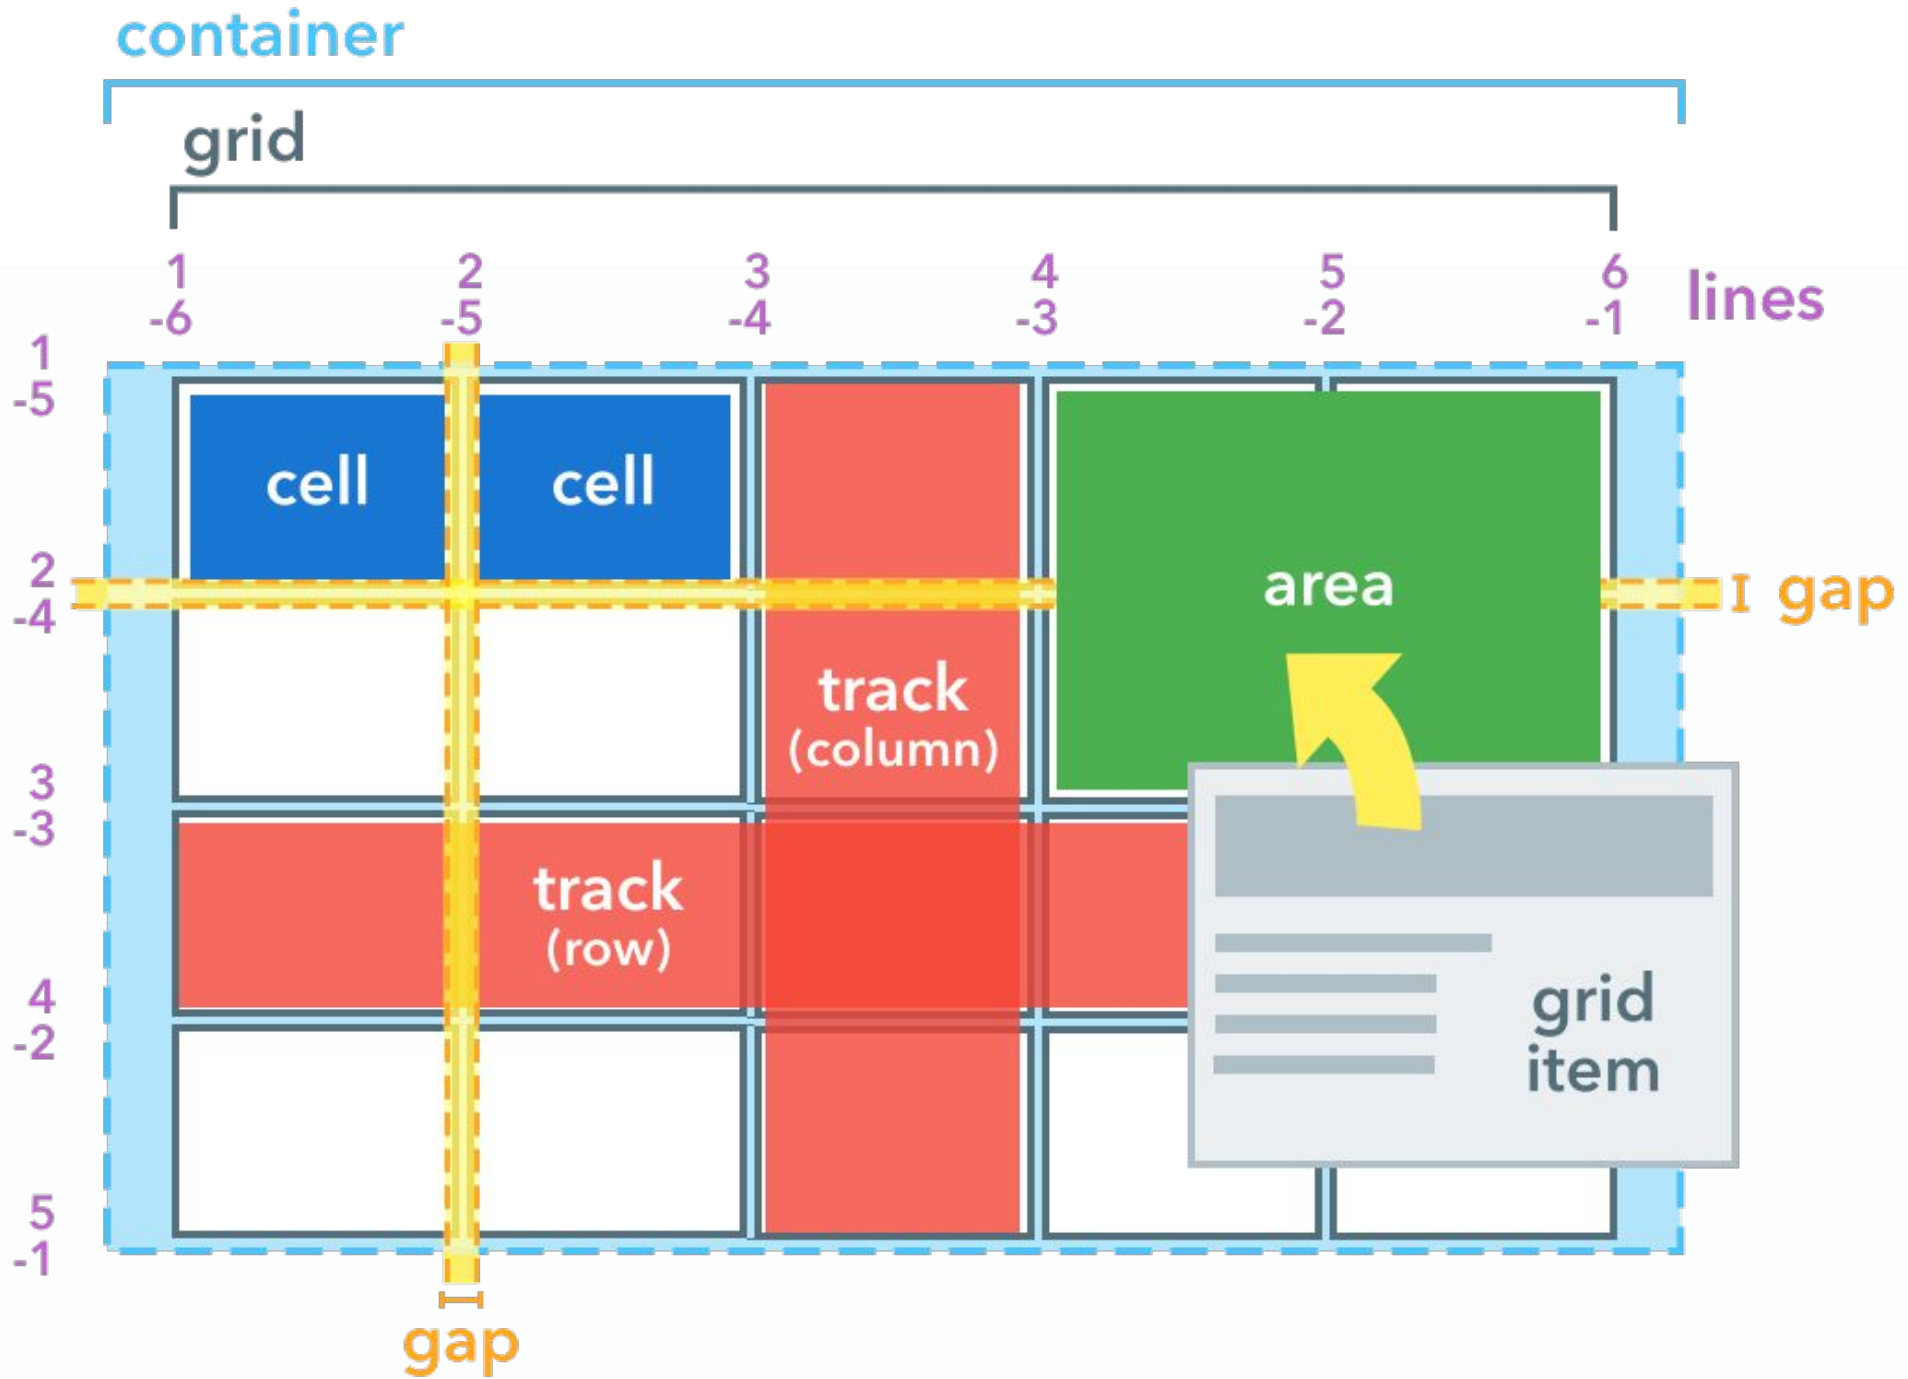 container
grid
1 2 3 4 5 6
-6 -5 -4 -3 -2 -1
lines
1
-5
cell cell
2
-4
area
gap
track
(column)
3
-3
track
(row)
4
-2
grid
item
5
-1
gap